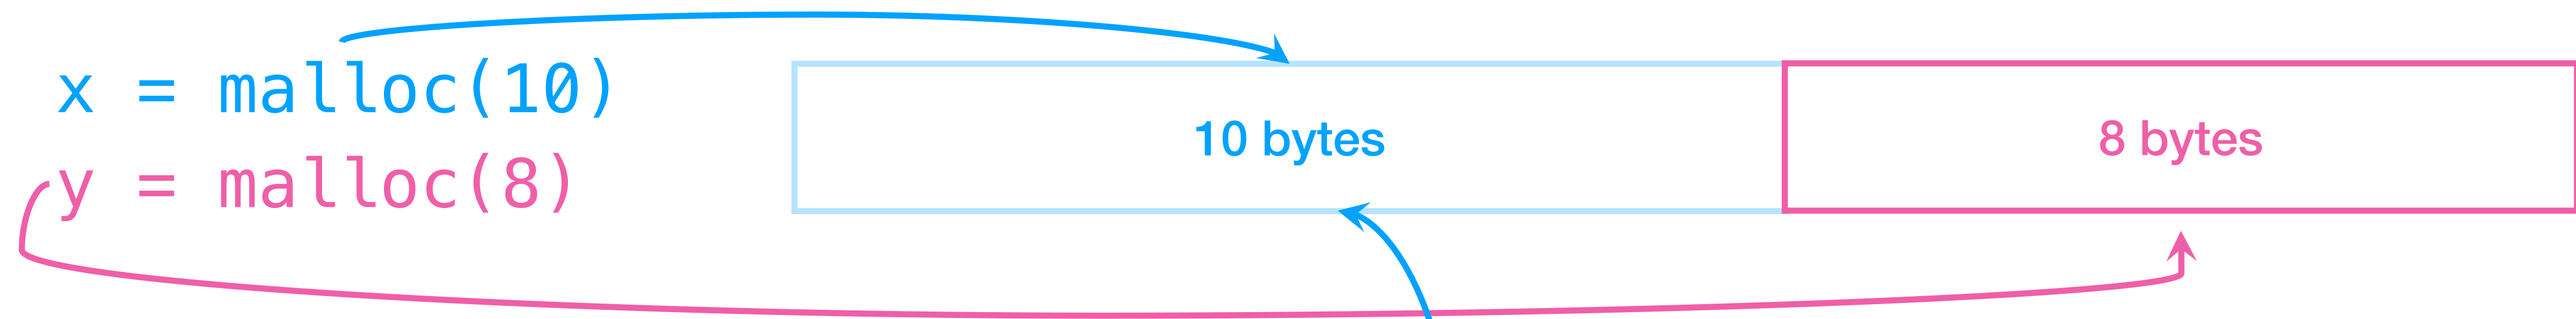 x = malloc(10)
y = malloc(8)
10 bytes
8 bytes